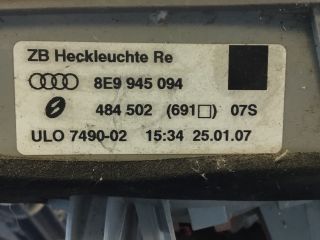 ZB Heckleuchte Re
8E9 945 094
484 502 (691□) 07S
ULO 7490-02 15:34 25.01.07